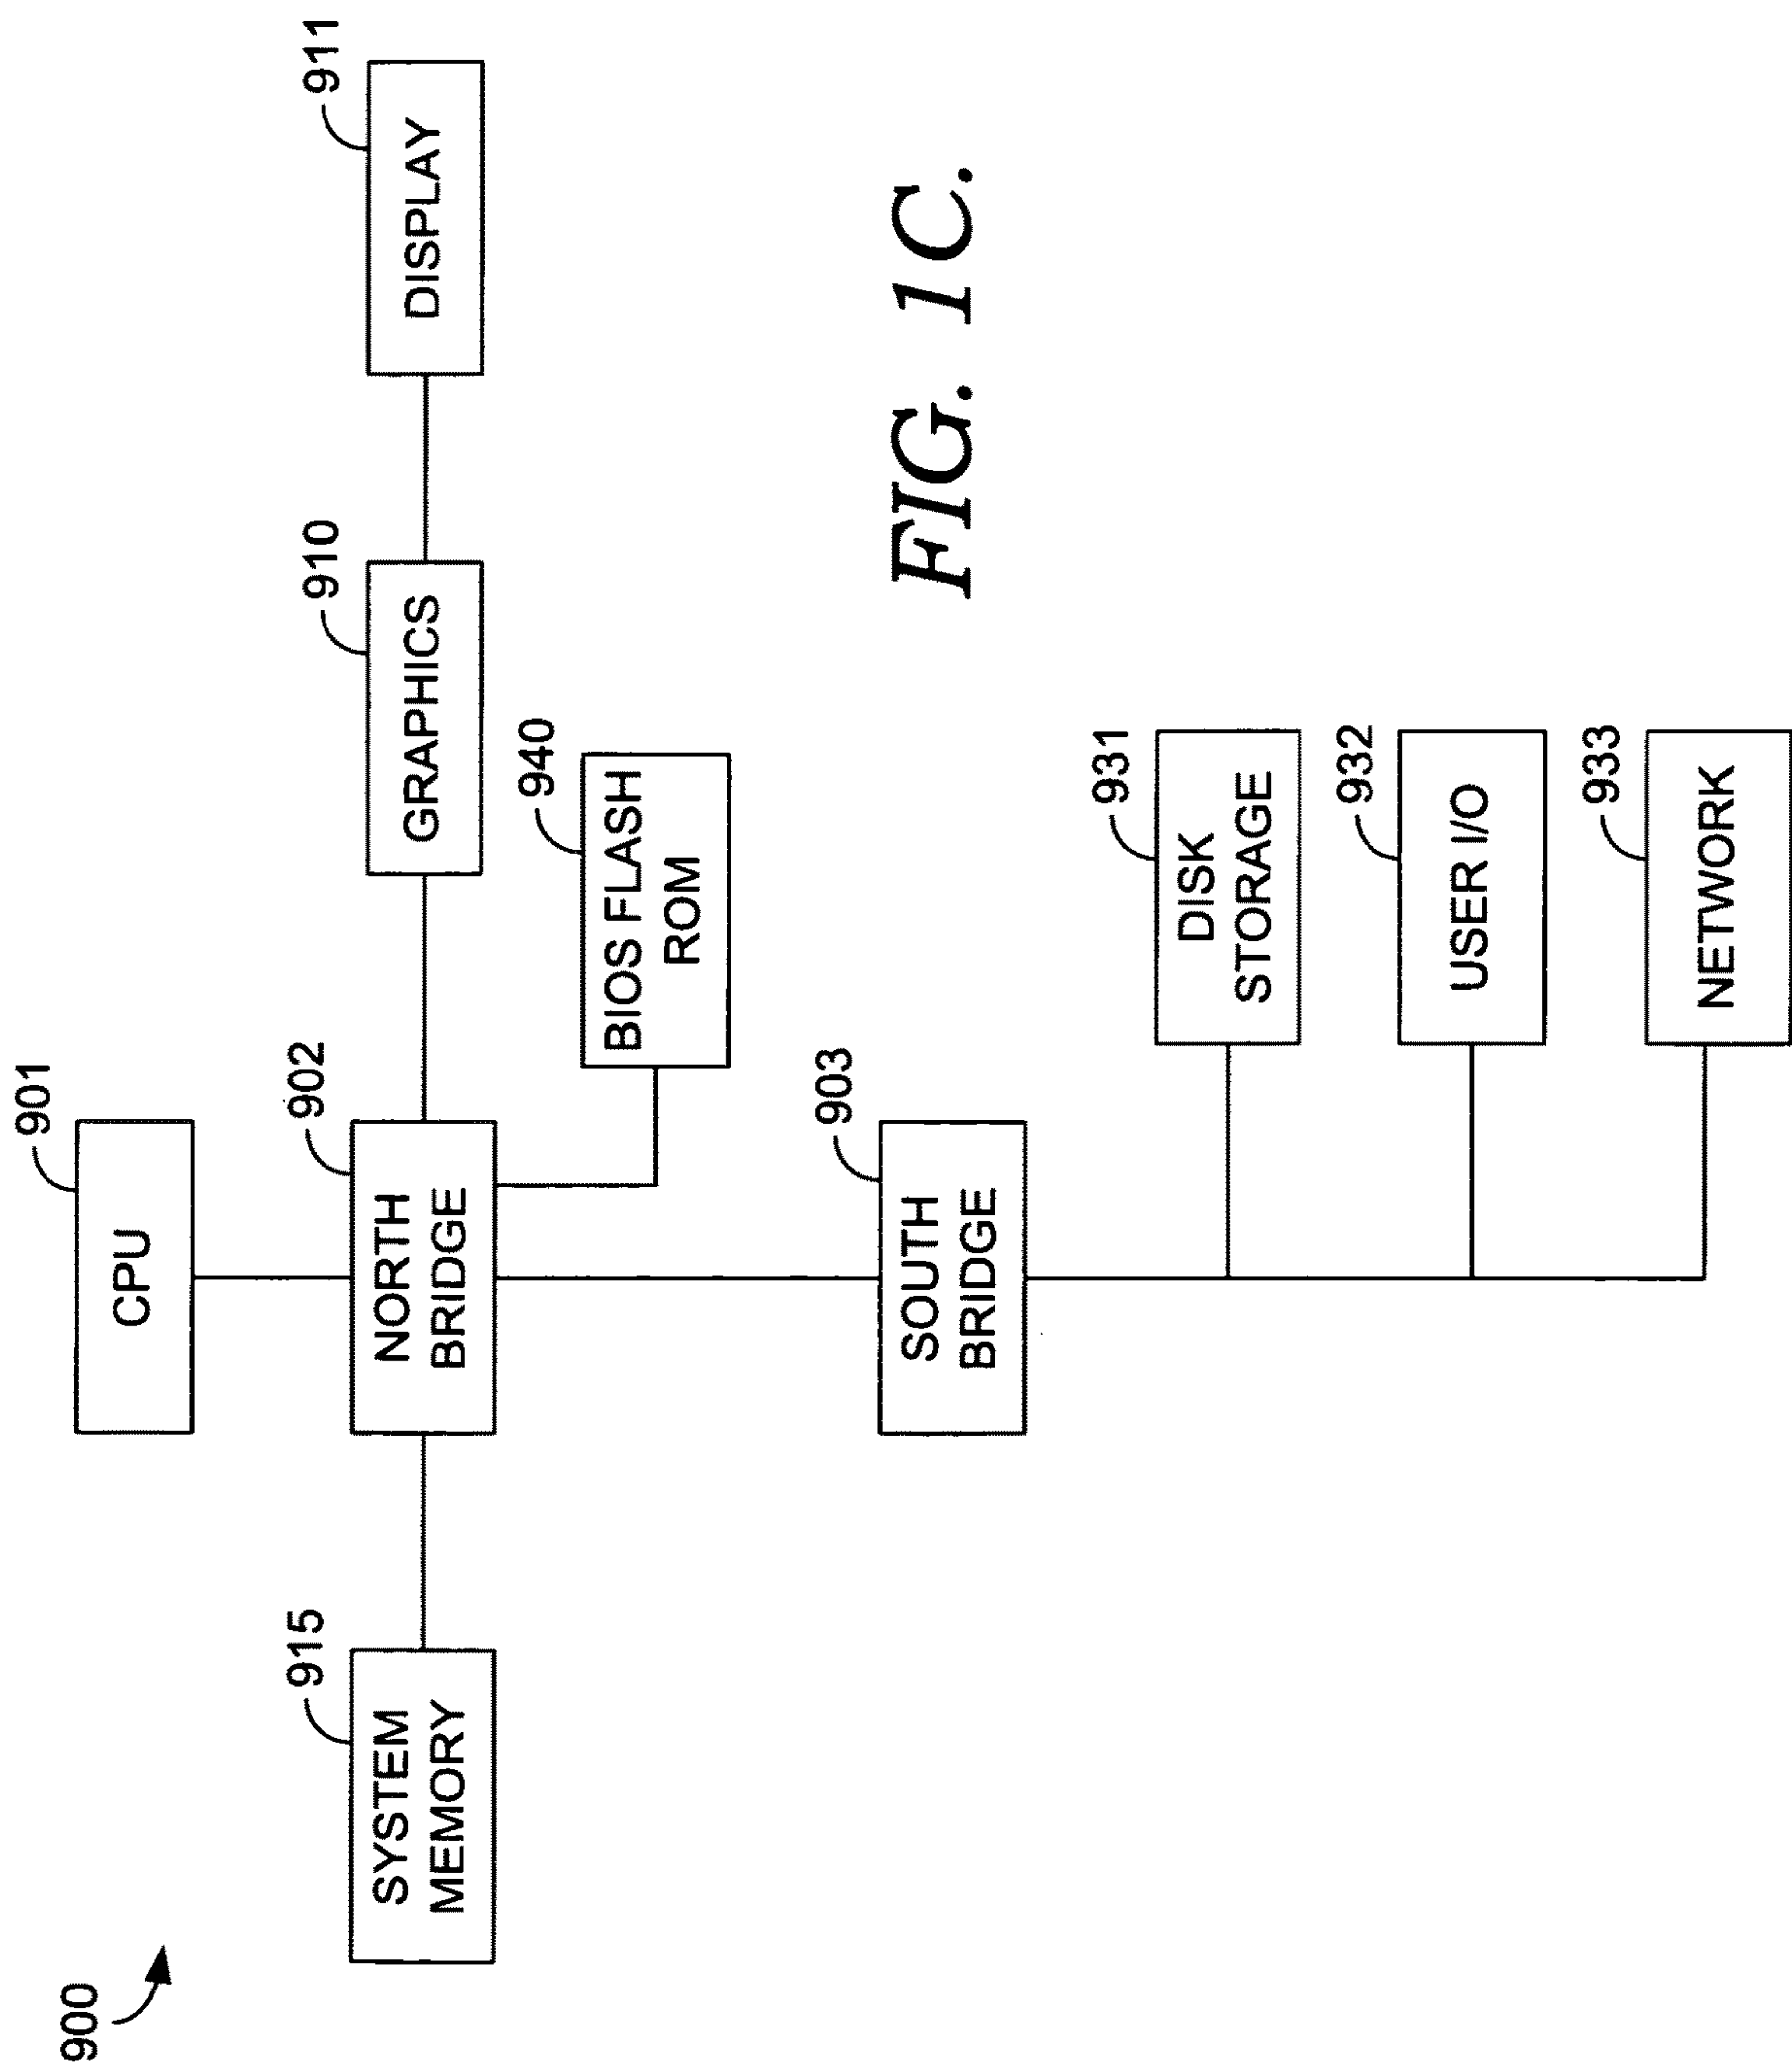 900
901
CPU
915
SYSTEM
MEMORY
902
NORTH
BRIDGE
910
GRAPHICS
911
DISPLAY
940
BIOS FLASH
ROM
903
SOUTH
BRIDGE
931
DISK
STORAGE
932
USER I/O
933
NETWORK
FIG. 1C.